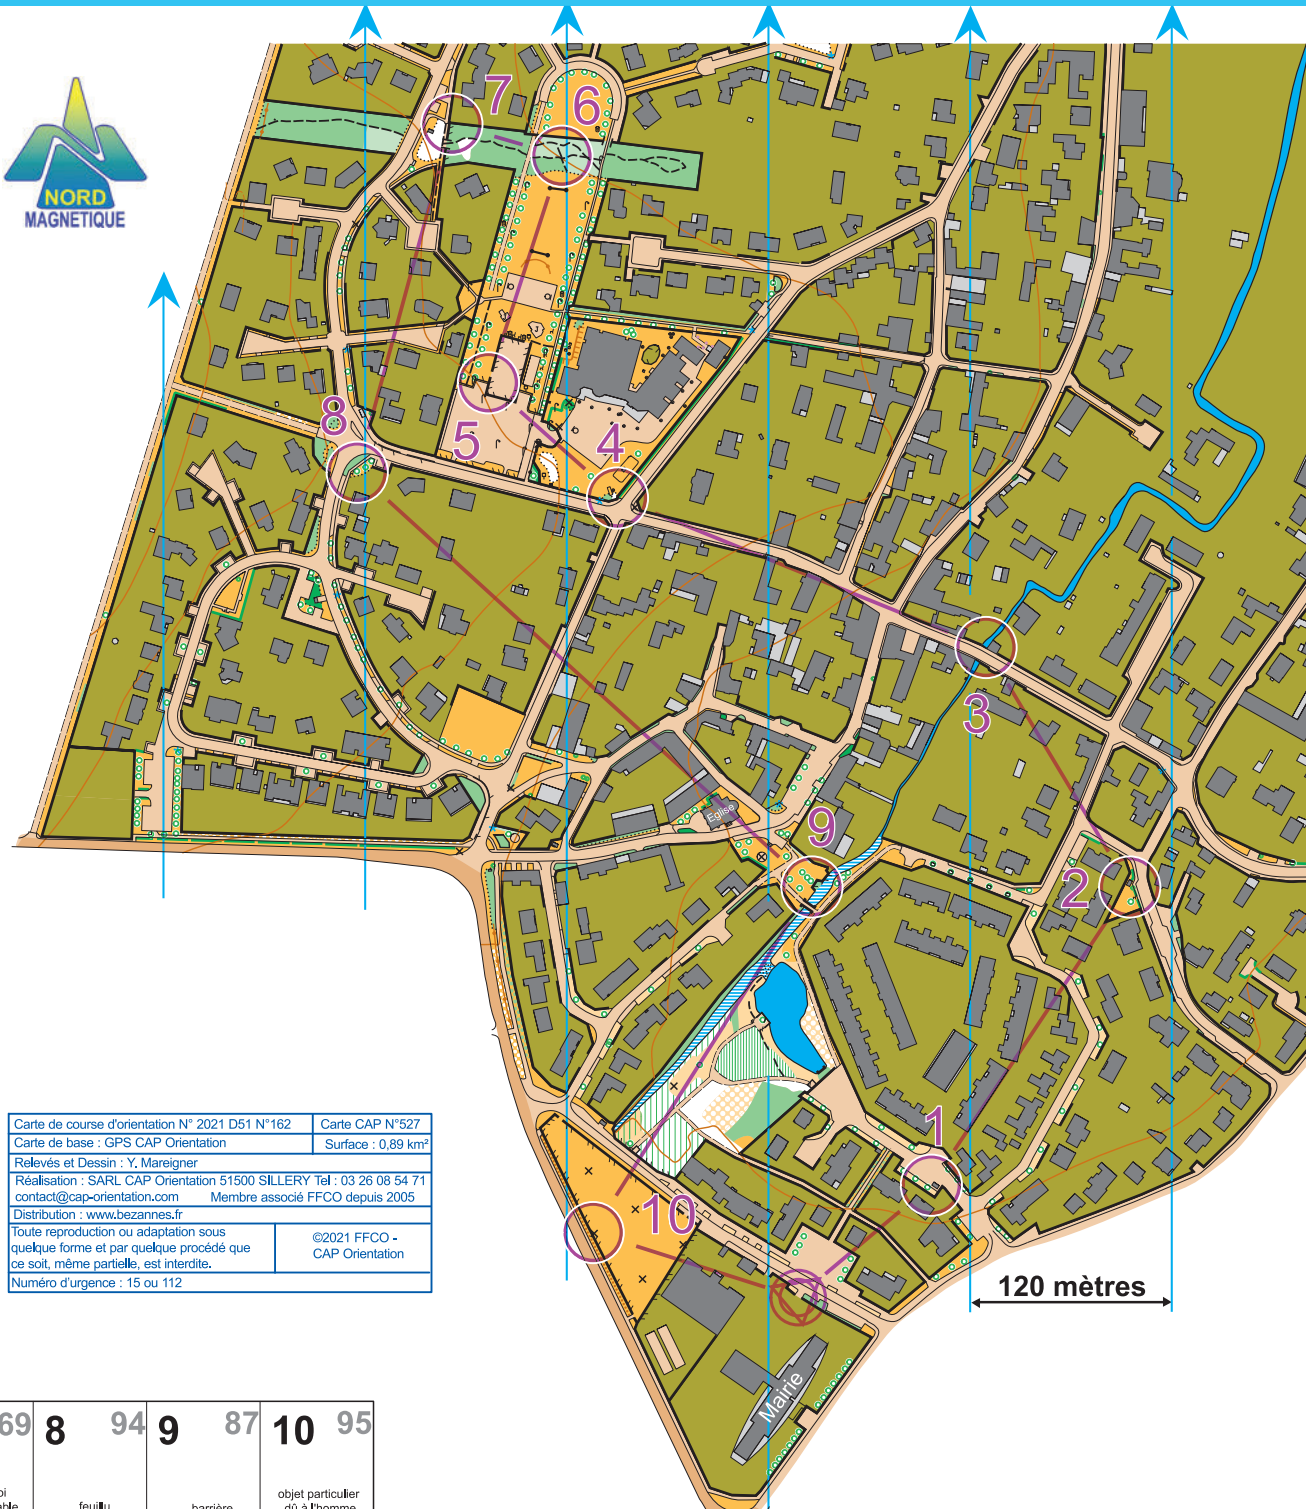 NORD
MAGNETIQUE
7
6
8
5
4
3
Eglise
9
2
1
10
120 mètres
Mairie
Carte de course d'orientation N° 2021 D51 N°162
Carte CAP N°527
Carte de base : GPS CAP Orientation
Surface : 0,89 km²
Relevés et Dessin : Y. Mareigner
Réalisation : SARL CAP Orientation 51500 SILLERY Tel : 03 26 08 54 71
contact@cap-orientation.com Membre associé FFCO depuis 2005
Distribution : www.bezannes.fr
Toute reproduction ou adaptation sous
quelque forme et par quelque procédé que
ce soit, même partielle, est interdite.
©2021 FFCO -
CAP Orientation
Numéro d'urgence : 15 ou 112
69 8 94 9 87 10 95
objet particulier
feuillu barrière dû à l'homme